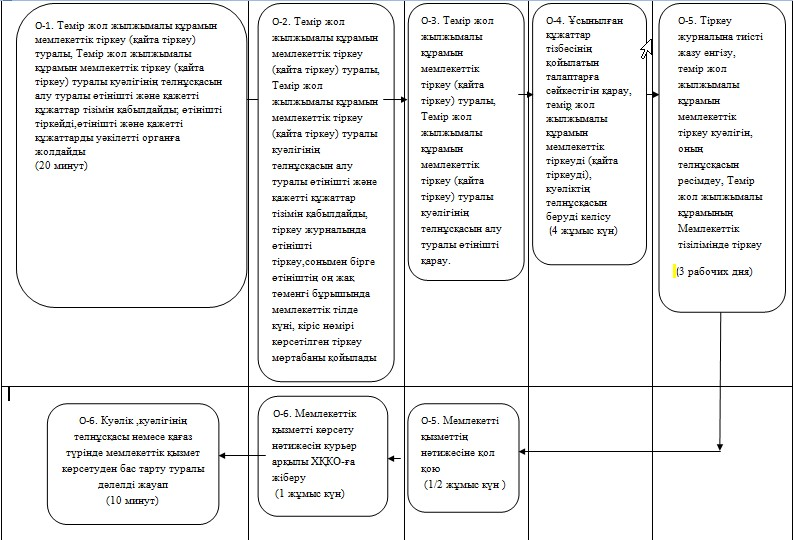 О-1. Темір жол жылжымалы құрамын
мемлекеттік тіркеу (қайта тіркеу)
туралы, Темір жол жылжымалы
құрамын мемлекеттік тіркеу (қайта
тіркеу) туралы куәлігінің телнұсқасын
алу туралы өтінішті және қажетті
құжаттар тізімін қабылдайды; өтінішті
тіркейді,өтінішті және қажетті
құжаттарды уәкілетті органға
жолдайды
(20 минут)
О-2. Темір жол
жылжымалы құрамын
мемлекеттік тіркеу
(қайта тіркеу) туралы,
Темір жол
жылжымалы құрамын
мемлекеттік тіркеу
(қайта тіркеу) туралы
куәлігінің
телнұсқасын алу
туралы өтінішті және
қажетті құжаттар
тізімін қабылдайды,
тіркеу журналында
өтінішті
тіркеу,сонымен бірге
өтініштің оң жақ
төменгі бұрышында
мемлекеттік тілде
күні, кіріс нөмірі
көрсетілген тіркеу
мөртабаны қойылады
О-3. Темір жол
жылжымалы
құрамын
мемлекеттік
тіркеу (қайта
тіркеу) туралы,
Темір жол
жылжымалы
құрамын
мемлекеттік
тіркеу (қайта
тіркеу) туралы
куәлігінің
телнұсқасын алу
туралы өтінішті
қарау.
О-4. Ұсынылған
құжаттар
тізбесінің
қойылатын
талаптарға
сәйкестігін қарау,
темір жол
жылжымалы
құрамын
мемлекеттік
тіркеуді (қайта
тіркеуді),
куәліктің
телнұсқасын
беруді келісу
(4 жұмыс күн)
О-5. Тіркеу
журналына тиісті
жазу енгізу,
темір жол
жылжымалы
құрамын
мемлекеттік
тіркеу куәлігін,
оның
телнұсқасын
ресімдеу, Темір
жол жылжымалы
құрамының
Мемлекеттік
тізілімінде тіркеу
(3 рабочих дня)
О-6. Куәлік ,куәлігінің
телнұсқасы немесе қағаз
түрінде мемлекеттік қызмет
көрсетуден бас тарту туралы
дәлелді жауап
(10 минут)
О-6. Мемлекеттік
қызметті көрсету
нәтижесін курьер
арқылы ХҚКО-ға
жіберу
(1 жұмыс күн)
О-5. Мемлекетті
қызметтің
нәтижесіне қол
қою
(1/2 жұмыс күн )